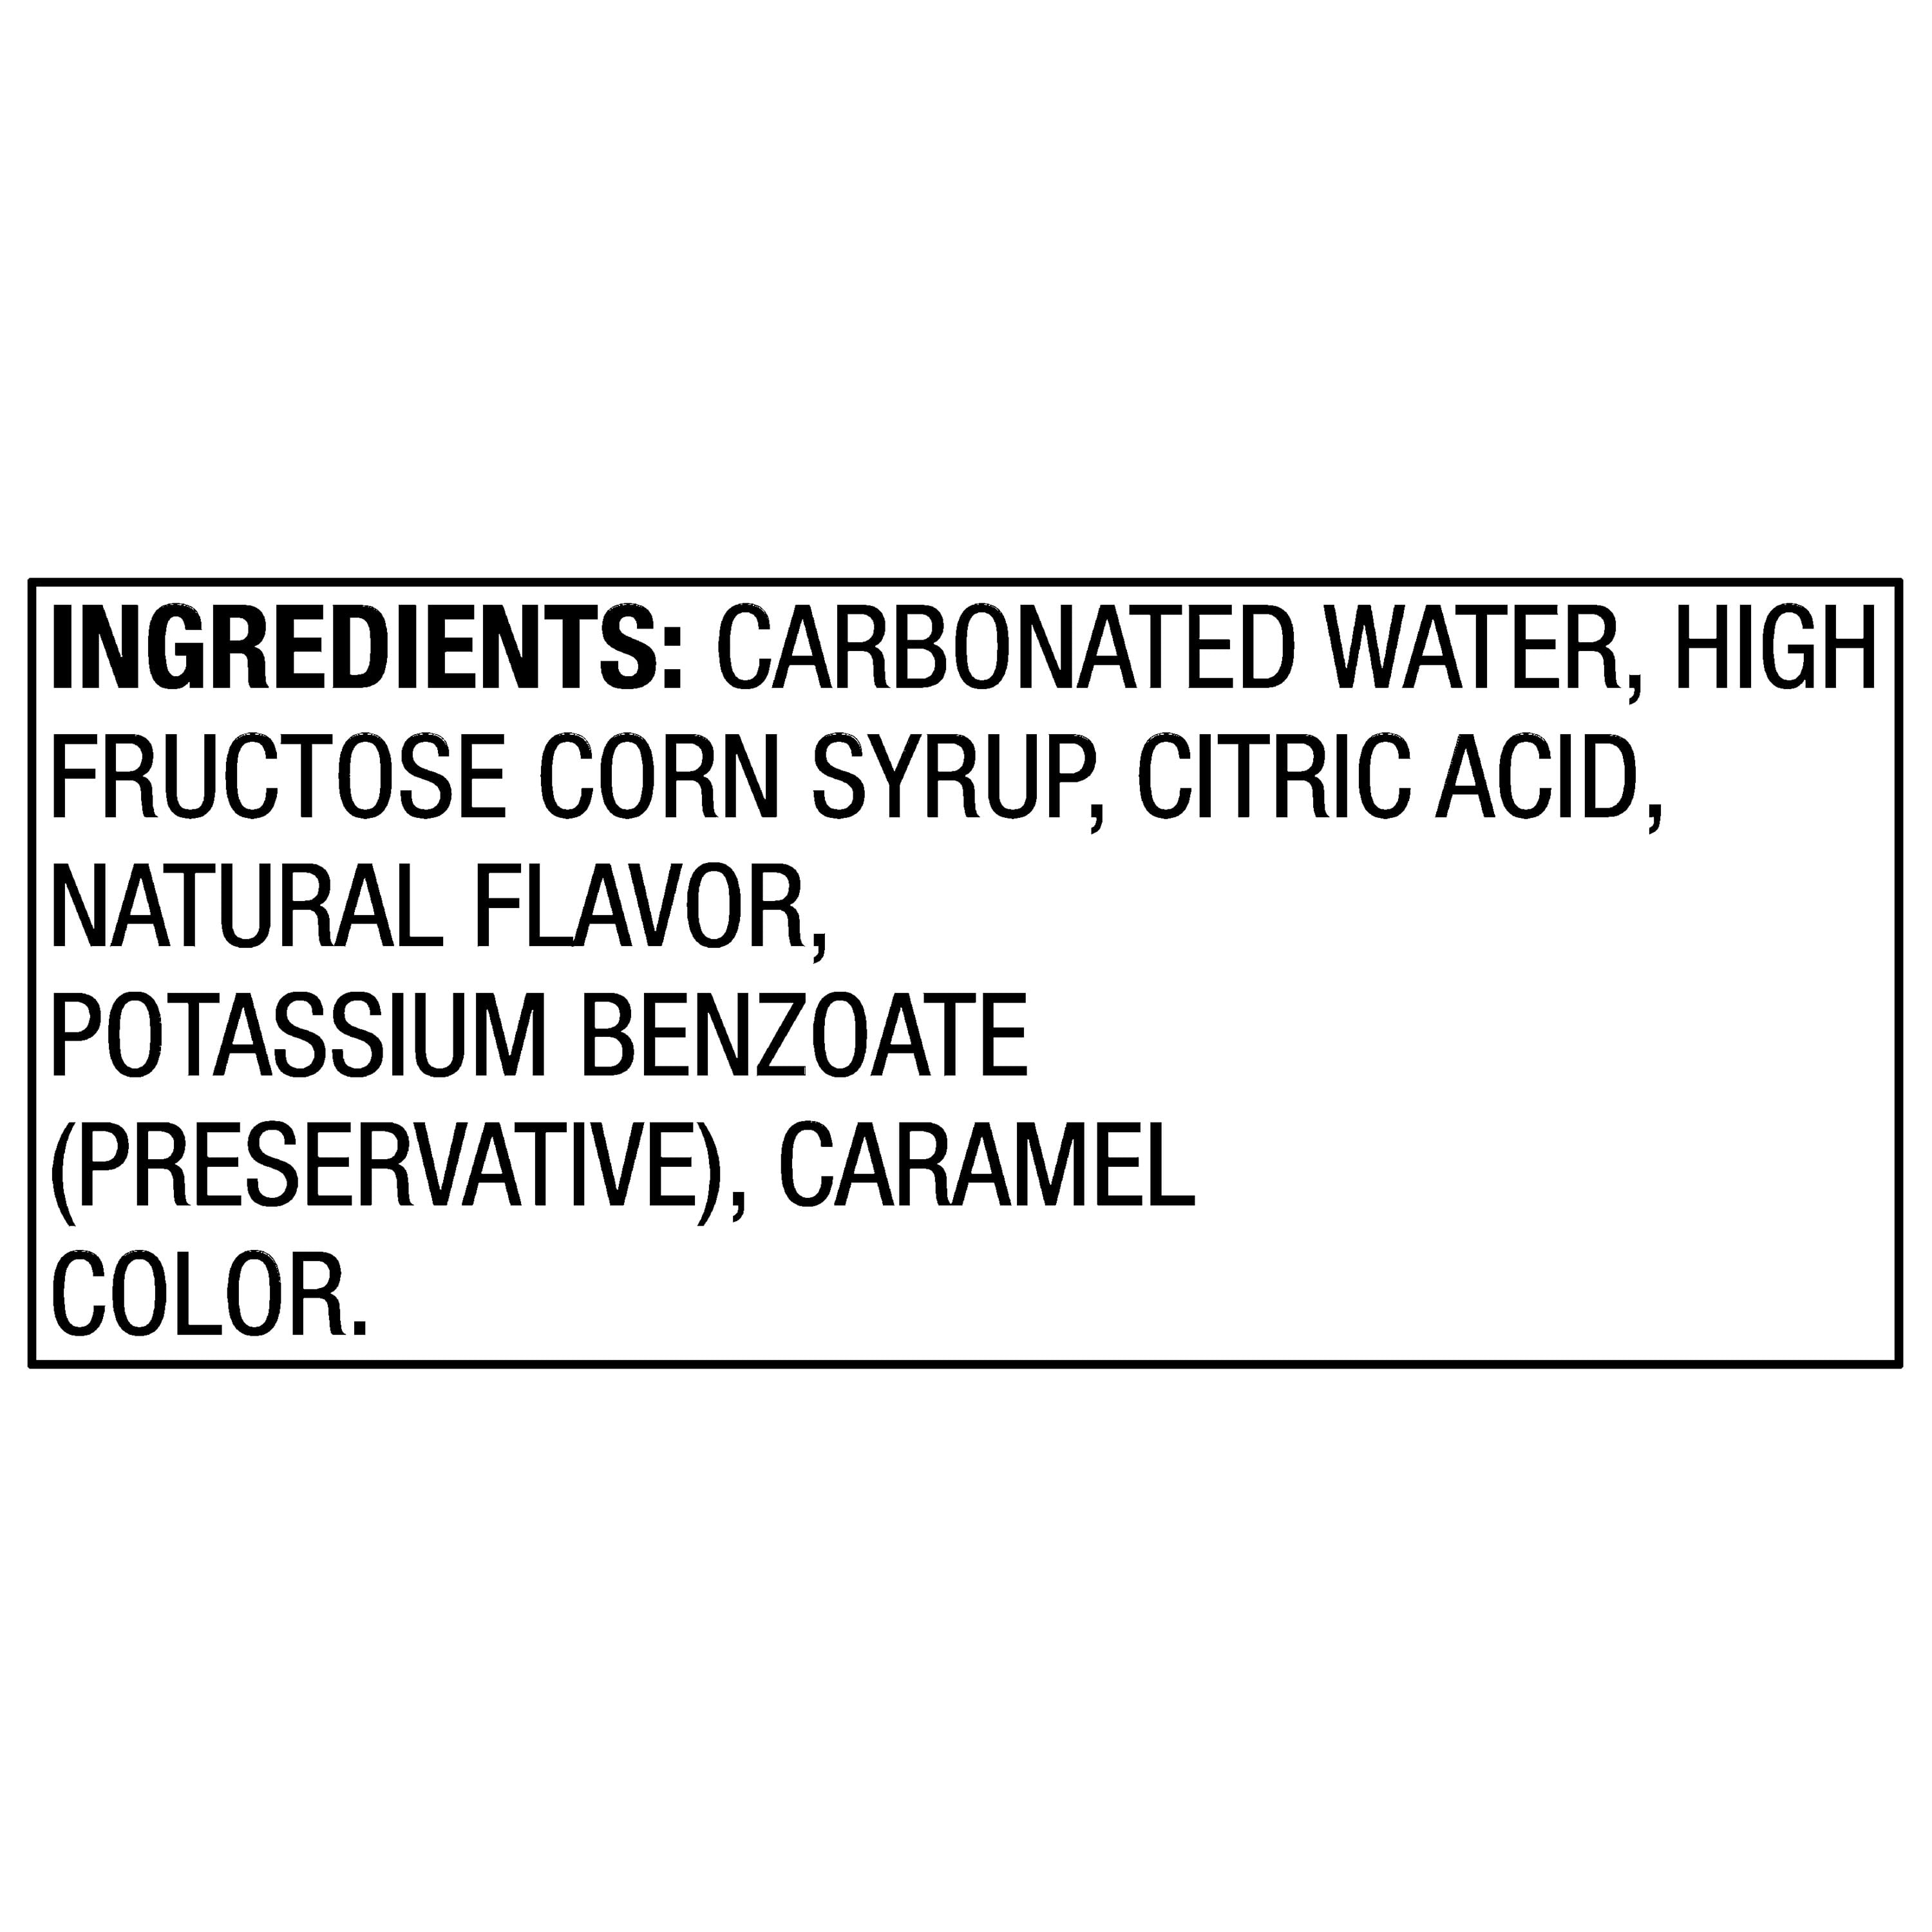 INGREDIENTS: CARBONATED WATER, HIGH
FRUCTOSE CORN SYRUP, CITRIC ACID,
NATURAL FLAVOR,
POTASSIUM BENZOATE
(PRESERVATIVE), CARAMEL
COLOR.